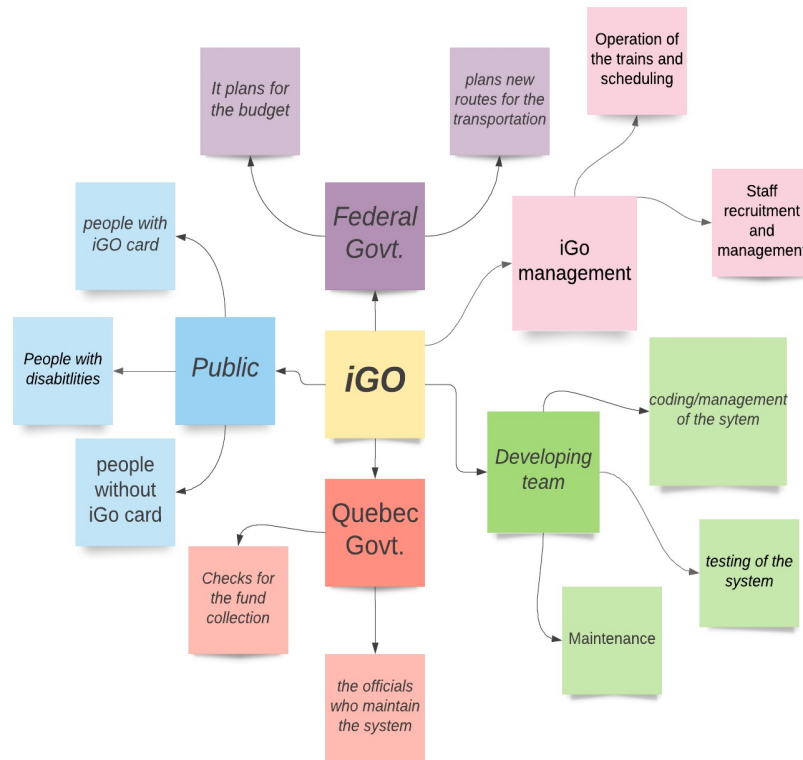 Operation of
the trains and
scheduling
It plans for
the budget
plans new
routes for the
transportation
Staff
recruitment
and
management
people with
iGO card
Federal
Govt.
iGo
management
People with
disabitlities
Public
iGO
coding/management
of the sytem
people
without
iGo card
Developing
team
Quebec
Govt.
Checks for
the fund
collection
testing of the
system
Maintenance
the officials
who maintain
the system